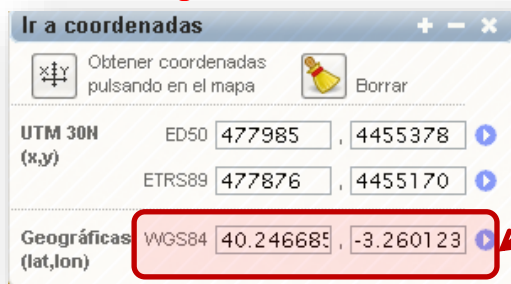 Ir a coordenadas
Obtener coordenadas
pulsando en el mapa
Borrar
UTM 30N
(x,y)
ED50 477985 , 4455378
ETRS89 477876 , 4455170
Geográficas
(lat,lon)
WGS84 40.246685 , -3.260123